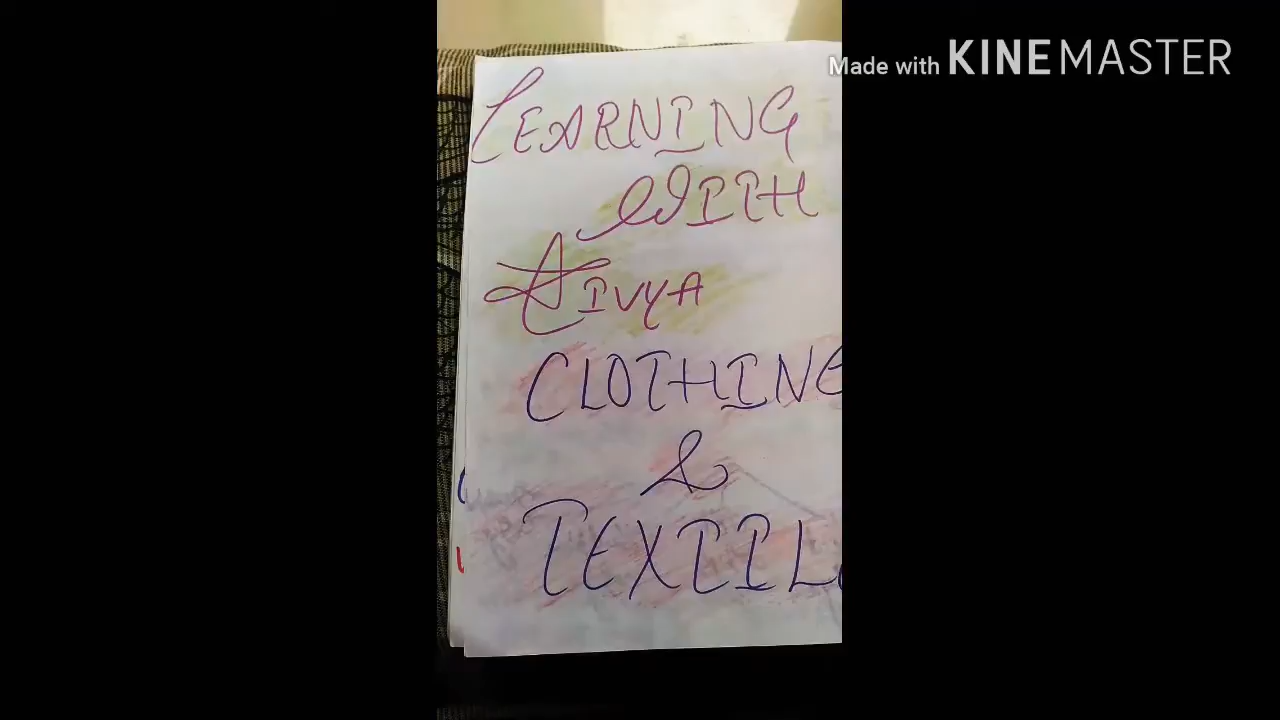 Made with KINEMASTER
LEARNING
WITH
DIVYA
CLOTHING
&
TEXTIL